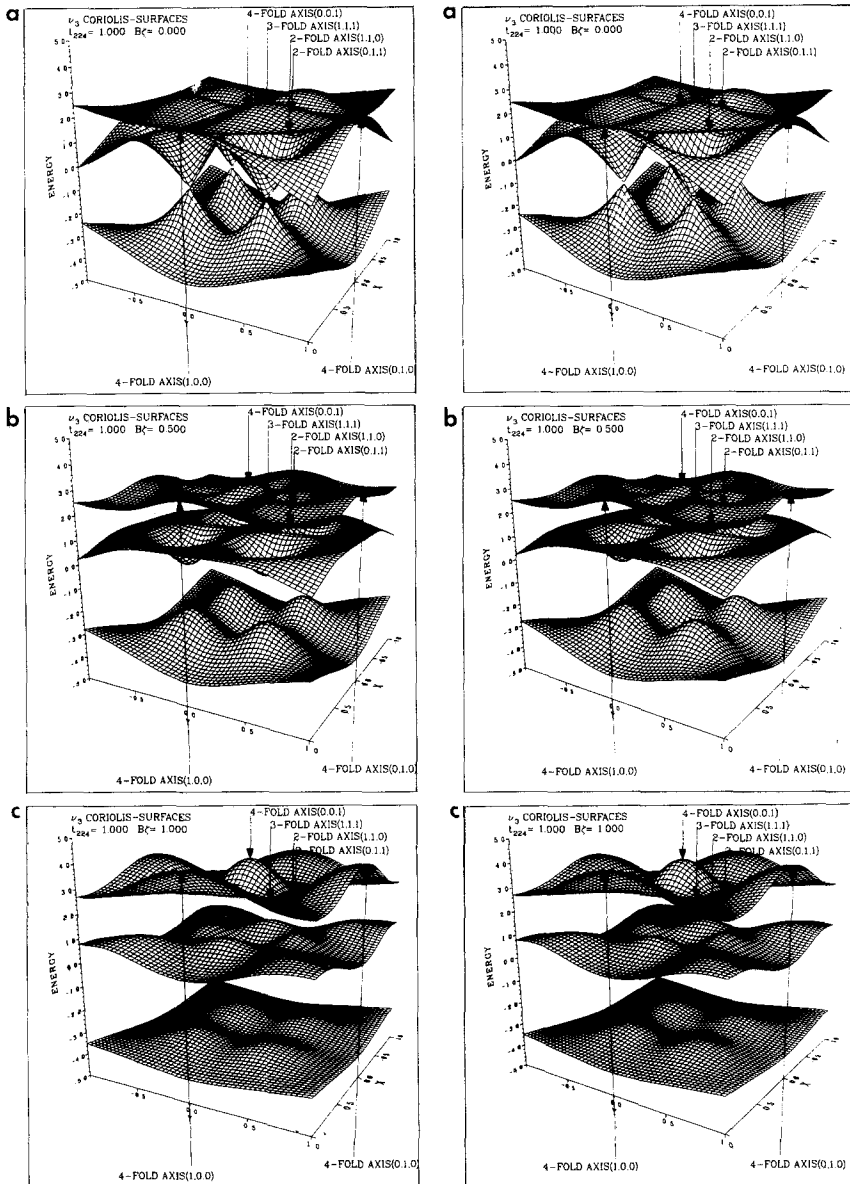 a
ν₃ CORIOLIS-SURFACES
t₂₂₄= 1.000 Bζ= 0.000
4-FOLD AXIS(0.0.1)
3-FOLD AXIS(1.1.1)
2-FOLD AXIS(1.1.0)
2-FOLD AXIS(0.1.1)
ENERGY
Y
X
4-FOLD AXIS(1.0.0)
4-FOLD AXIS(0.1.0)
a
ν₃ CORIOLIS-SURFACES
t₂₂₄= 1.000 Bζ= 0.000
4-FOLD AXIS(0.0.1)
3-FOLD AXIS(1.1.1)
2-FOLD AXIS(1.1.0)
2-FOLD AXIS(0.1.1)
ENERGY
Y
X
4-FOLD AXIS(1.0.0)
4-FOLD AXIS(0.1.0)
b
ν₃ CORIOLIS-SURFACES
t₂₂₄= 1.000 Bζ= 0.500
4-FOLD AXIS(0.0.1)
3-FOLD AXIS(1.1.1)
2-FOLD AXIS(1.1.0)
2-FOLD AXIS(0.1.1)
ENERGY
Y
X
4-FOLD AXIS(1.0.0)
4-FOLD AXIS(0.1.0)
b
ν₃ CORIOLIS-SURFACES
t₂₂₄= 1.000 Bζ= 0.500
4-FOLD AXIS(0.0.1)
3-FOLD AXIS(1.1.1)
2-FOLD AXIS(1.1.0)
2-FOLD AXIS(0.1.1)
ENERGY
Y
X
4-FOLD AXIS(1.0.0)
4-FOLD AXIS(0.1.0)
c
ν₃ CORIOLIS-SURFACES
t₂₂₄= 1.000 Bζ= 1.000
4-FOLD AXIS(0.0.1)
3-FOLD AXIS(1.1.1)
2-FOLD AXIS(1.1.0)
2-FOLD AXIS(0.1.1)
ENERGY
Y
X
4-FOLD AXIS(1.0.0)
4-FOLD AXIS(0.1.0)
c
ν₃ CORIOLIS-SURFACES
t₂₂₄= 1.000 Bζ= 1.000
4-FOLD AXIS(0.0.1)
3-FOLD AXIS(1.1.1)
2-FOLD AXIS(1.1.0)
2-FOLD AXIS(0.1.1)
ENERGY
Y
X
4-FOLD AXIS(1.0.0)
4-FOLD AXIS(0.1.0)